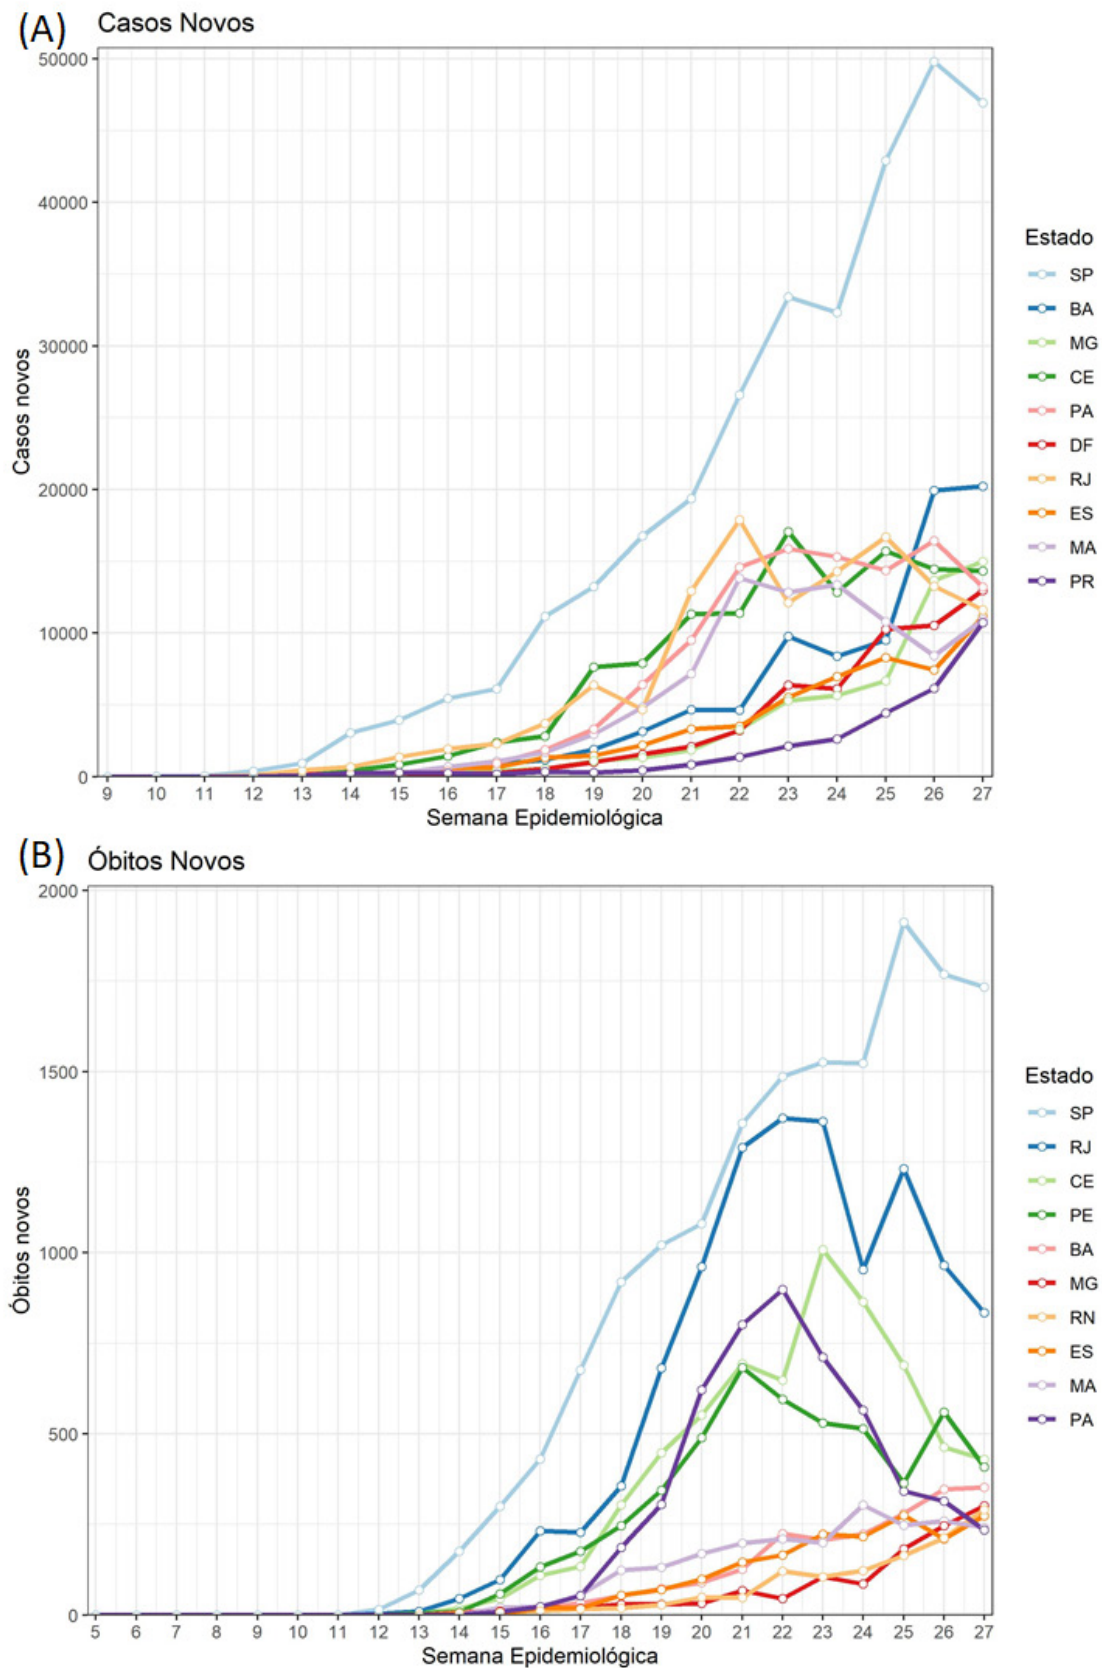 (A) Casos Novos
50000
40000
30000
20000
10000
0
Casos novos
9 10 11 12 13 14 15 16 17 18 19 20 21 22 23 24 25 26 27
Semana Epidemiológica
Estado
SP
BA
MG
CE
PA
DF
RJ
ES
MA
PR
(B) Óbitos Novos
2000
1500
1000
500
0
Óbitos novos
5 6 7 8 9 10 11 12 13 14 15 16 17 18 19 20 21 22 23 24 25 26 27
Semana Epidemiológica
Estado
SP
RJ
CE
PE
BA
MG
RN
ES
MA
PA